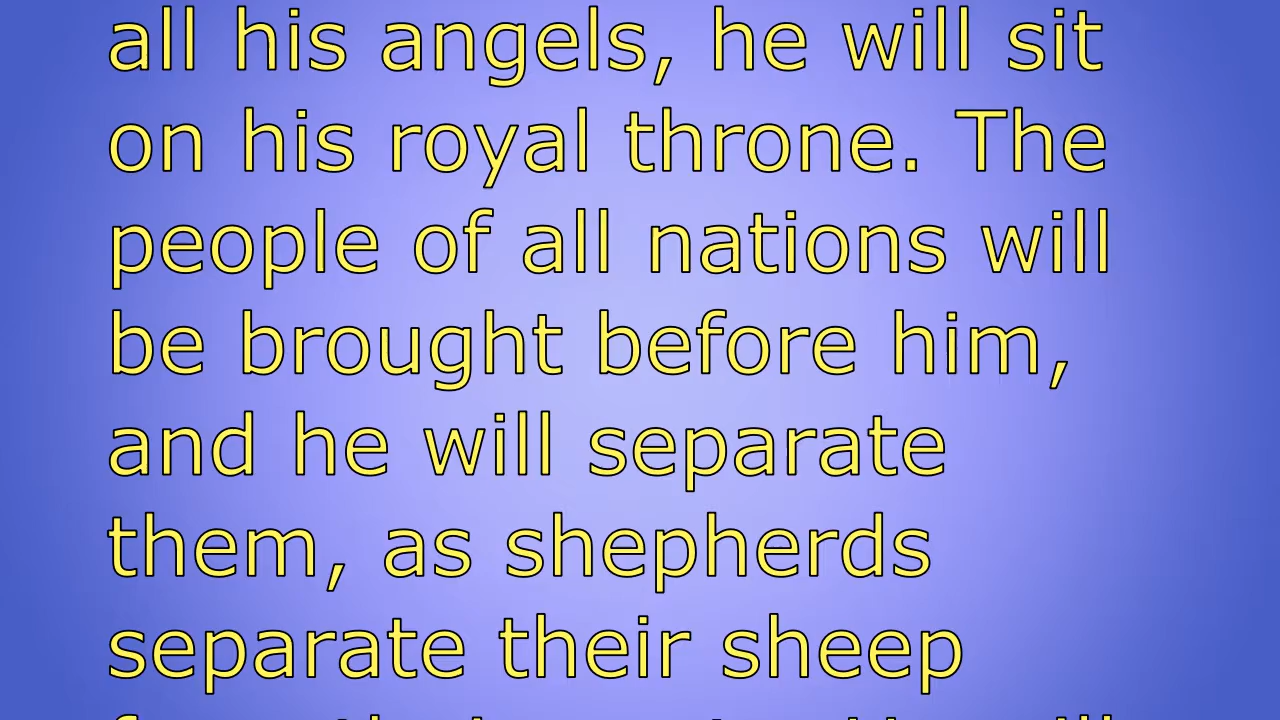 all his angels, he will sit
on his royal throne. The
people of all nations will
be brought before him,
and he will separate
them, as shepherds
separate their sheep